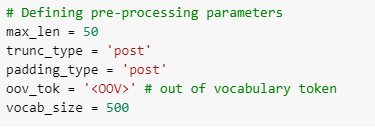 # Defining pre-processing parameters
max_len = 50
trunc_type = 'post'
padding_type = 'post'
oov_tok = '<OOV>' # out of vocabulary token
vocab_size = 500